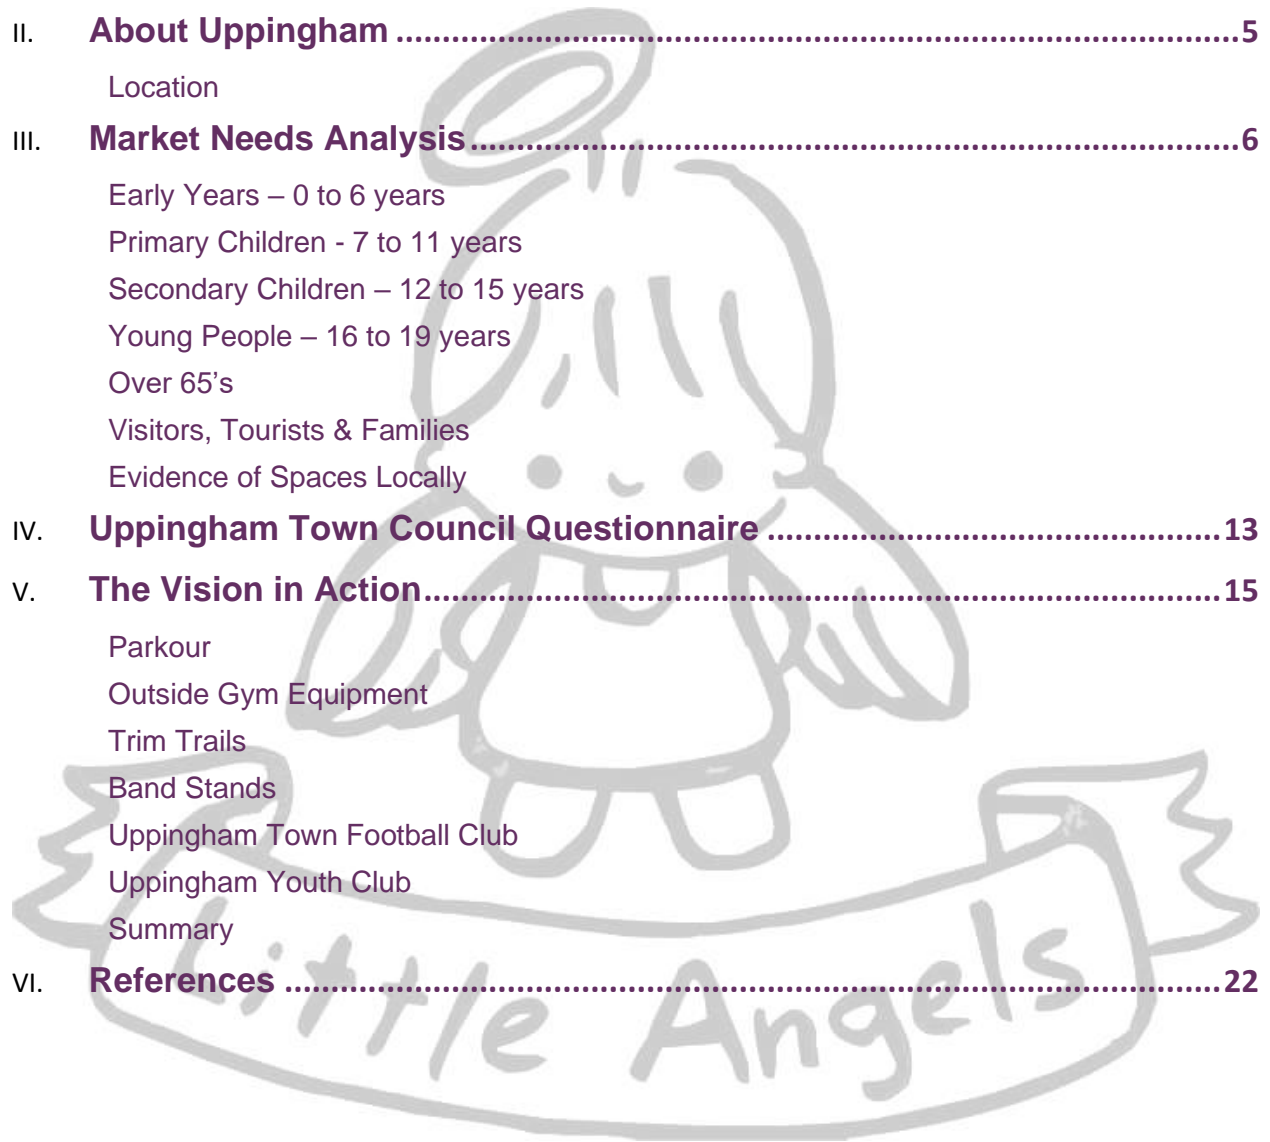 II. About Uppingham ........................................................................................... 5
Location
III. Market Needs Analysis ................................................................................... 6
Early Years – 0 to 6 years
Primary Children - 7 to 11 years
Secondary Children – 12 to 15 years
Young People – 16 to 19 years
Over 65’s
Visitors, Tourists & Families
Evidence of Spaces Locally
IV. Uppingham Town Council Questionnaire ................................................. 13
V. The Vision in Action ...................................................................................... 15
Parkour
Outside Gym Equipment
Trim Trails
Band Stands
Uppingham Town Football Club
Uppingham Youth Club
Summary
VI. References ..................................................................................................... 22
Little Angels